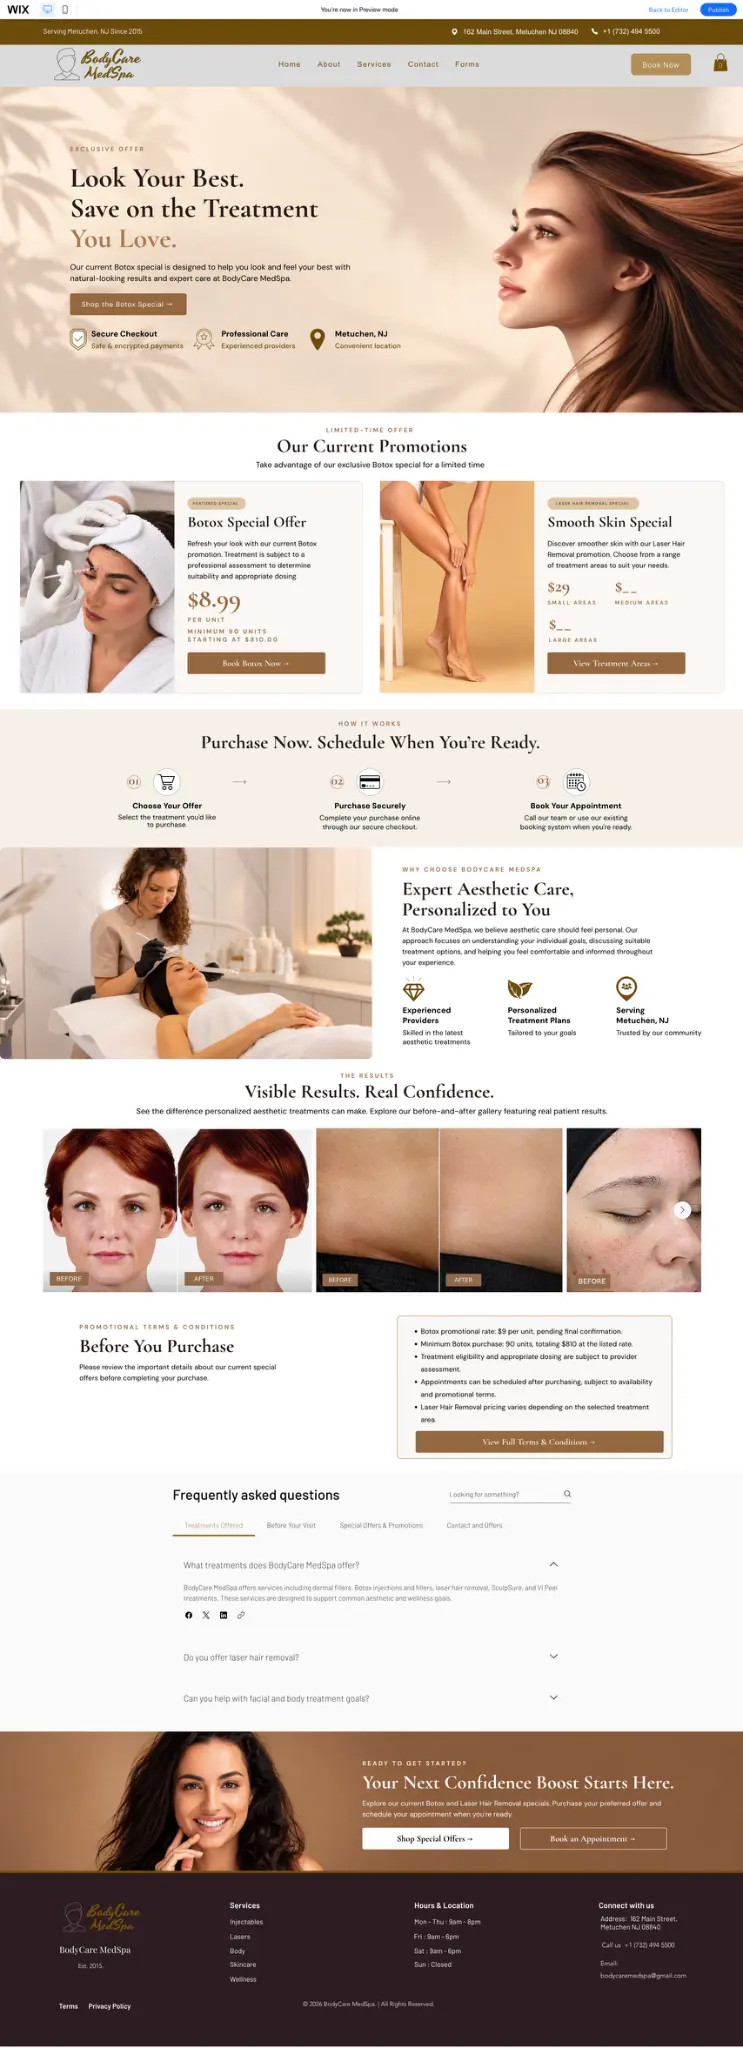 WIX
You're now in Preview mode
Back to Editor
Publish
Serving Metuchen, NJ Since 2015
162 Main Street, Metuchen NJ 08840
+1 (732) 494 5500
BodyCare
MedSpa
Home
About
Services
Contact
Forms
Book Now
0
EXCLUSIVE OFFER
Look Your Best.
Save on the Treatment
You Love.
Our current Botox special is designed to help you look and feel your best with
natural-looking results and expert care at BodyCare MedSpa.
Shop the Botox Special →
Secure Checkout
Safe & encrypted payments
Professional Care
Experienced providers
Metuchen, NJ
Convenient location
LIMITED-TIME OFFER
Our Current Promotions
Take advantage of our exclusive Botox special for a limited time
FEATURED SPECIAL
Botox Special Offer
Refresh your look with our current Botox
promotion. Treatment is subject to a
professional assessment to determine
suitability and appropriate dosing.
$8.99
PER UNIT
MINIMUM 90 UNITS
STARTING AT $810.00
Book Botox Now →
LASER HAIR REMOVAL SPECIAL
Smooth Skin Special
Discover smoother skin with our Laser Hair
Removal promotion. Choose from a range
of treatment areas to suit your needs.
$29
SMALL AREAS
$__
MEDIUM AREAS
$__
LARGE AREAS
View Treatment Areas →
HOW IT WORKS
Purchase Now. Schedule When You're Ready.
01
Choose Your Offer
Select the treatment you'd like
to purchase.
→
02
Purchase Securely
Complete your purchase online
through our secure checkout.
→
03
Book Your Appointment
Call our team or use our existing
booking system when you're ready.
WHY CHOOSE BODYCARE MEDSPA
Expert Aesthetic Care,
Personalized to You
At BodyCare MedSpa, we believe aesthetic care should feel personal. Our
approach focuses on understanding your individual goals, discussing suitable
treatment options, and helping you feel comfortable and informed throughout
your experience.
Experienced
Providers
Skilled in the latest
aesthetic treatments
Personalized
Treatment Plans
Tailored to your goals
Serving
Metuchen, NJ
Trusted by our community
THE RESULTS
Visible Results. Real Confidence.
See the difference personalized aesthetic treatments can make. Explore our before-and-after gallery featuring real patient results.
BEFORE
AFTER
BEFORE
AFTER
BEFORE
PROMOTIONAL TERMS & CONDITIONS
Before You Purchase
Please review the important details about our current special
offers before completing your purchase.
• Botox promotional rate: $9 per unit, pending final confirmation.
• Minimum Botox purchase: 90 units, totaling $810 at the listed rate.
• Treatment eligibility and appropriate dosing are subject to provider
assessment.
• Appointments can be scheduled after purchasing, subject to availability
and promotional terms.
• Laser Hair Removal pricing varies depending on the selected treatment
area.
View Full Terms & Conditions →
Frequently asked questions
Looking for something?
Treatments Offered
Before Your Visit
Special Offers & Promotions
Contact and Offers
What treatments does BodyCare MedSpa offer?
BodyCare MedSpa offers services including dermal fillers, Botox injections and fillers, laser hair removal, SculpSure, and VI Peel
treatments. These services are designed to support common aesthetic and wellness goals.
Do you offer laser hair removal?
Can you help with facial and body treatment goals?
READY TO GET STARTED?
Your Next Confidence Boost Starts Here.
Explore our current Botox and Laser Hair Removal specials. Purchase your preferred offer and
schedule your appointment when you're ready.
Shop Special Offers →
Book an Appointment →
BodyCare
MedSpa
BodyCare MedSpa
Est. 2015.
Terms
Privacy Policy
Services
Injectables
Lasers
Body
Skincare
Wellness
Hours & Location
Mon - Thu : 9am - 8pm
Fri : 9am - 6pm
Sat : 9am - 6pm
Sun : Closed
Connect with us
Address: 162 Main Street,
Metuchen NJ 08840
Call us +1 (732) 494 5500
Email:
bodycaremedspa@gmail.com
© 2026 BodyCare MedSpa. | All Rights Reserved.